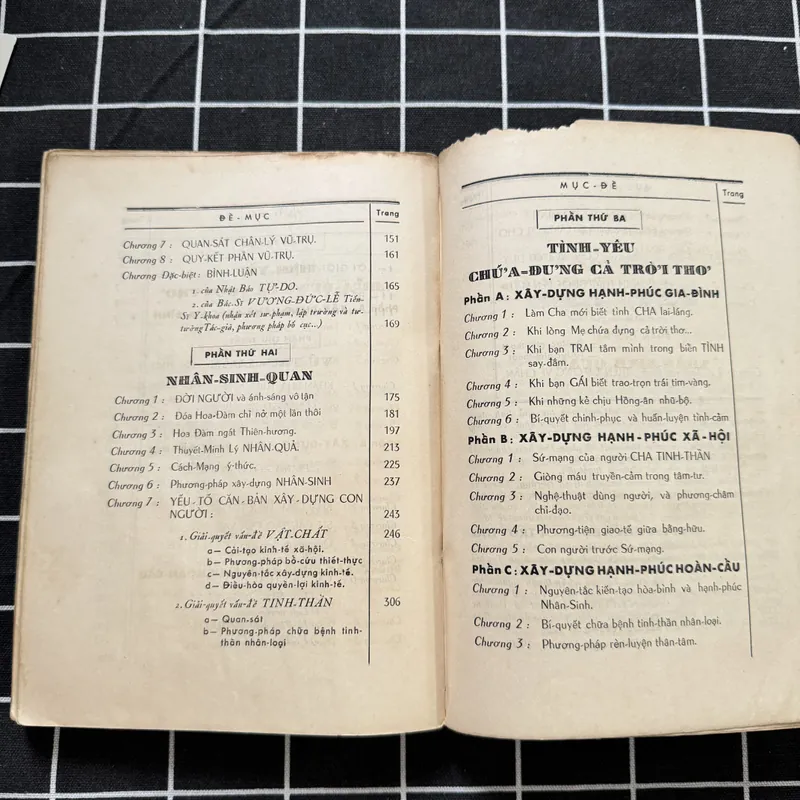 ĐỀ-MỤC Trang
Chương 7 : QUAN-SÁT CHÂN-LÝ VŨ-TRỤ. 151
Chương 8 : QUY-KẾT PHẦN VŨ-TRỤ. 161
Chương Đặc-biệt: BÌNH-LUẬN
1. của Nhật Báo TỰ-DO. 165
2. của Bác-Sĩ VƯƠNG-ĐỨC-LỄ Tiến-
Sĩ Y-khoa (nhận xét sư-phạm, lập trường và tư-
tưởng Tác-giả, phương pháp bố cục...) 169
PHẦN THỨ HAI
NHÂN-SINH-QUAN
Chương 1 : ĐỜI NGƯỜI và ánh-sáng vô tận 175
Chương 2 : Đóa Hoa-Đàm chỉ nở một lần thôi 181
Chương 3 : Hoa Đàm ngát Thiên-hương. 197
Chương 4 : Thuyết-Minh Lý NHÂN-QUẢ. 213
Chương 5 : Cách-Mạng ý-thức. 225
Chương 6 : Phương-pháp xây-dựng NHÂN-SINH 237
Chương 7 : YẾU-TỐ CĂN-BẢN XÂY-DỰNG CON
NGƯỜI : 243
1. Giải-quyết vấn-đề VẬT-CHẤT 246
a— Cải-tạo kinh-tế xã-hội.
b— Phương-pháp bồ-cứu thiết-thực
c— Nguyên-tắc xây-dựng kinh-tế.
d— Điều-hòa quyền-lợi kinh-tế.
2. Giải-quyết vấn-đề TINH-THẦN 306
a— Quan-sát
b— Phương-pháp chữa bệnh tinh-
thần nhân-loại
MỤC-ĐỀ Trang
PHẦN THỨ BA
TÌNH-YÊU
CHỨA-ĐỰNG CẢ TRỜI THƠ
Phần A : XÂY-DỰNG HẠNH-PHÚC GIA-ĐÌNH
Chương 1 : Làm Cha mới biết tình CHA lai-láng.
Chương 2 : Khi lòng Mẹ chứa đựng cả trời thơ...
Chương 3 : Khi bạn TRAI tắm mình trong biển TÌNH
say-đắm.
Chương 4 : Khi bạn GÁI biết trao-trọn trái tim-vàng.
Chương 5 : Khi những kẻ chịu Hồng-ân nhũ-bộ.
Chương 6 : Bí-quyết chinh-phục và huấn-luyện tình-cảm
Phần B : XÂY-DỰNG HẠNH-PHÚC XÃ-HỘI
Chương 1 : Sứ-mạng của người CHA TINH-THẦN
Chương 2 : Giòng máu truyền-cảm trong tâm-tư.
Chương 3 : Nghệ-thuật dùng người, và phương-châm
chỉ-đạo.
Chương 4 : Phương-tiện giao-tế giữa bằng-hữu.
Chương 5 : Con người trước Sứ-mạng.
Phần C : XÂY-DỰNG HẠNH-PHÚC HOÀN-CẦU
Chương 1 : Nguyên-tắc kiến-tạo hòa-bình và hạnh-phúc
Nhân-Sinh.
Chương 2 : Bí-quyết chữa bệnh tinh-thần nhân-loại.
Chương 3 : Phương-pháp rèn-luyện thân-tâm.